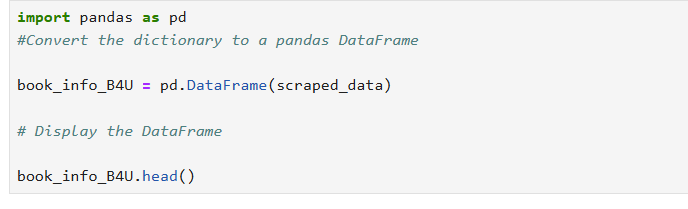 import pandas as pd
#Convert the dictionary to a pandas DataFrame
book_info_B4U = pd.DataFrame(scraped_data)
# Display the DataFrame
book_info_B4U.head()